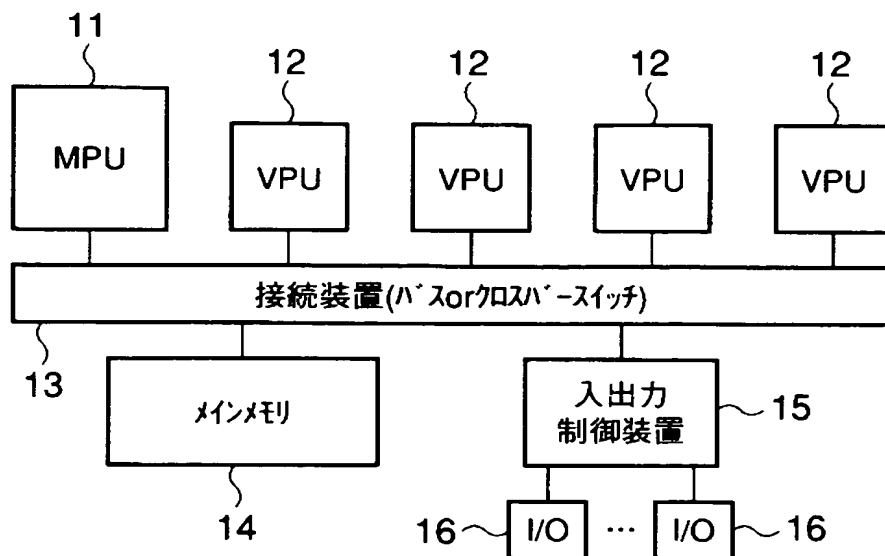 11
12 12 12 12
MPU VPU VPU VPU VPU
接続装置(ﾊﾞｽorｸﾛｽﾊﾞｰｽｲｯﾁ)
13
ﾒｲﾝﾒﾓﾘ
入出力
制御装置
15
14
16 I/O … I/O 16